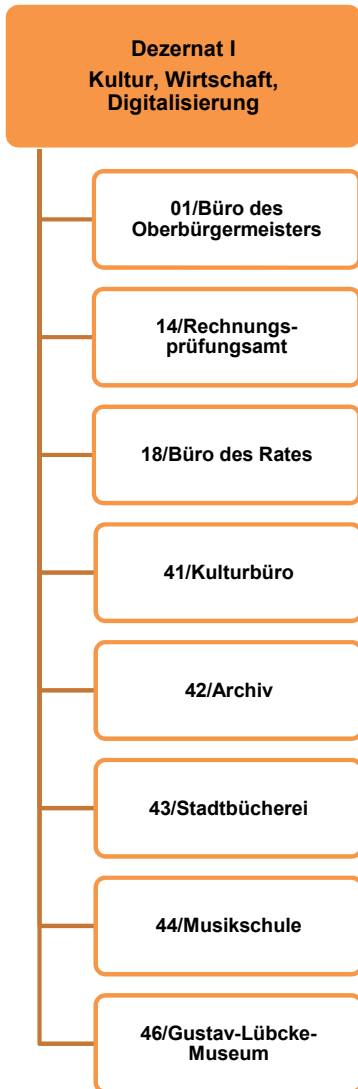 Dezernat I
Kultur, Wirtschaft,
Digitalisierung
01/Büro des
Oberbürgermeisters
14/Rechnungs-
prüfungsamt
18/Büro des Rates
41/Kulturbüro
42/Archiv
43/Stadtbücherei
44/Musikschule
46/Gustav-Lübcke-
Museum